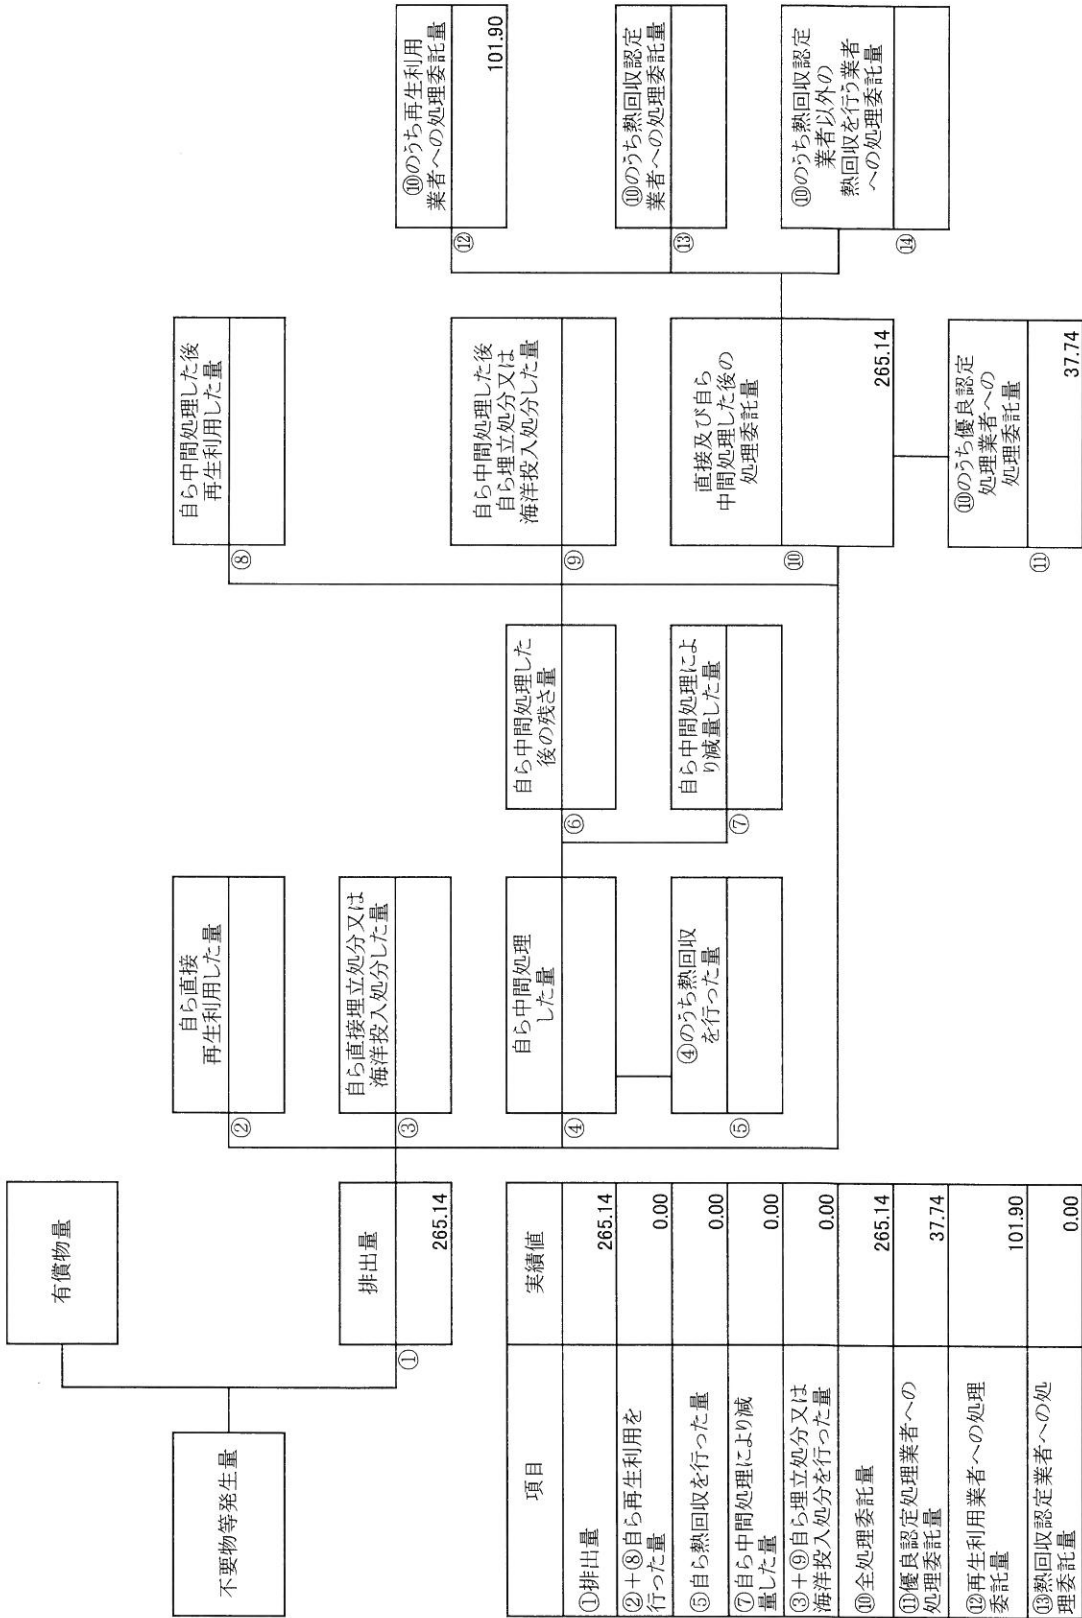 不要物等発生量
有償物量
①
排出量
265.14
②
自ら直接
再生利用した量
③
自ら直接埋立処分又は
海洋投入処分した量
④
自ら中間処理
した量
⑤
④のうち熱回収
を行った量
⑥
自ら中間処理した
後の残さ量
⑦
自ら中間処理によ
り減量した量
⑧
自ら中間処理した後
再生利用した量
⑨
自ら中間処理した後
自ら埋立処分又は
海洋投入処分した量
⑩
直接及び自ら
中間処理した後の
処理委託量
265.14
⑪
⑩のうち優良認定
処理業者への
処理委託量
37.74
⑫
⑩のうち再生利用
業者への処理委託量
101.90
⑬
⑩のうち熱回収認定
業者への処理委託量
⑭
⑩のうち熱回収認定
業者以外の
熱回収を行う業者
への処理委託量
項目 実績値
①排出量 265.14
②+⑧自ら再生利用を
行った量 0.00
⑤自ら熱回収を行った量 0.00
⑦自ら中間処理により減
量した量 0.00
③+⑨自ら埋立処分又は
海洋投入処分を行った量 0.00
⑩全処理委託量 265.14
⑪優良認定処理業者への
処理委託量 37.74
⑫再生利用業者への処理
委託量 101.90
⑬熱回収認定業者への処
理委託量 0.00